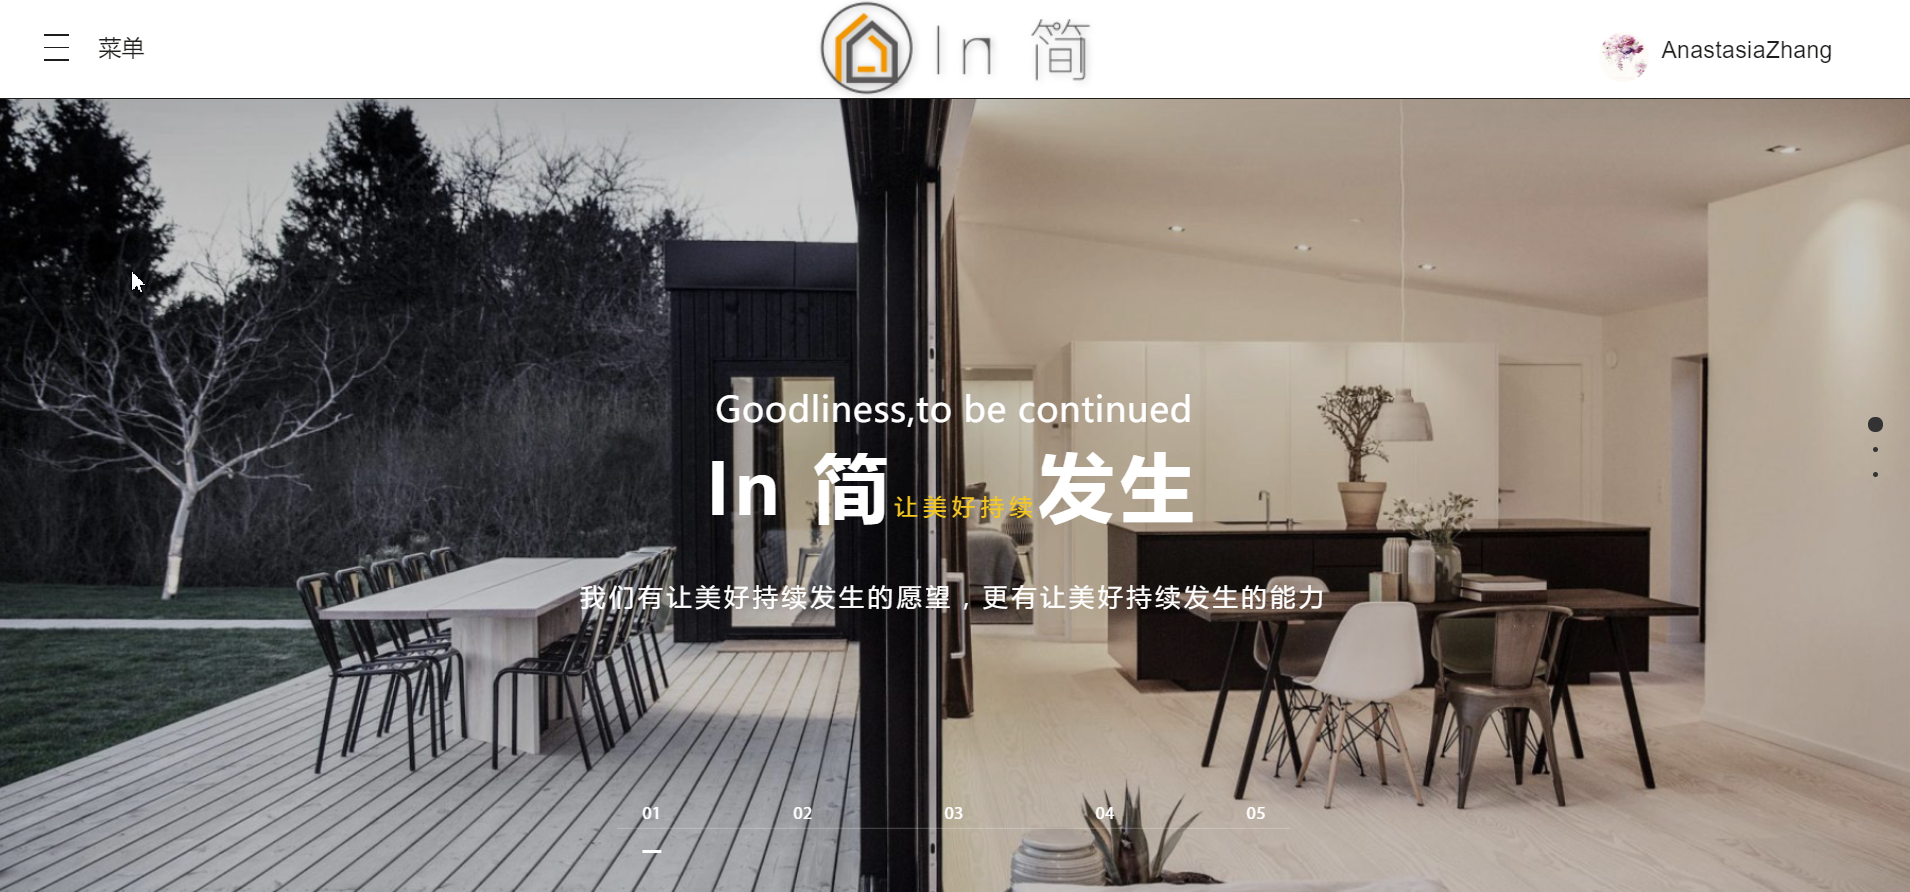 菜单
In 简
AnastasiaZhang
Goodliness,to be continued
In 简 让美好持续 发生
我们有让美好持续发生的愿望，更有让美好持续发生的能力
01 02 03 04 05